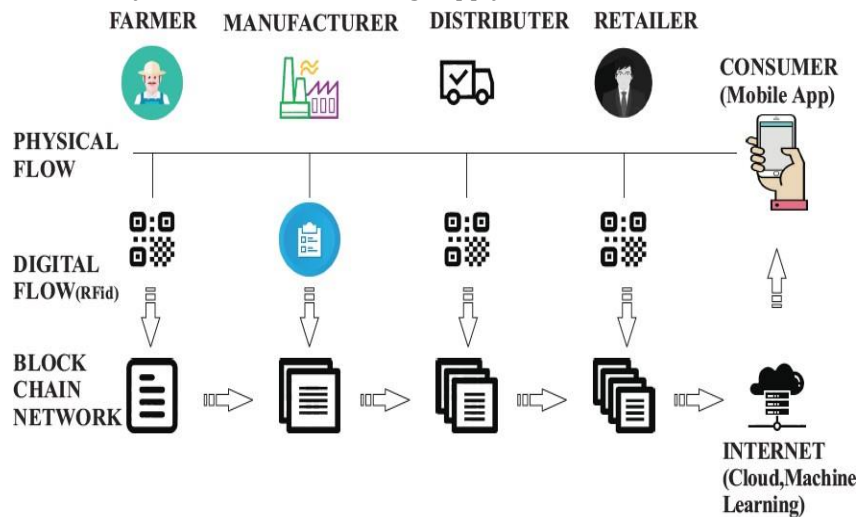 FARMER
MANUFACTURER
DISTRIBUTER
RETAILER
CONSUMER
(Mobile App)
PHYSICAL
FLOW
DIGITAL
FLOW(RFid)
BLOCK
CHAIN
NETWORK
INTERNET
(Cloud,Machine
Learning)